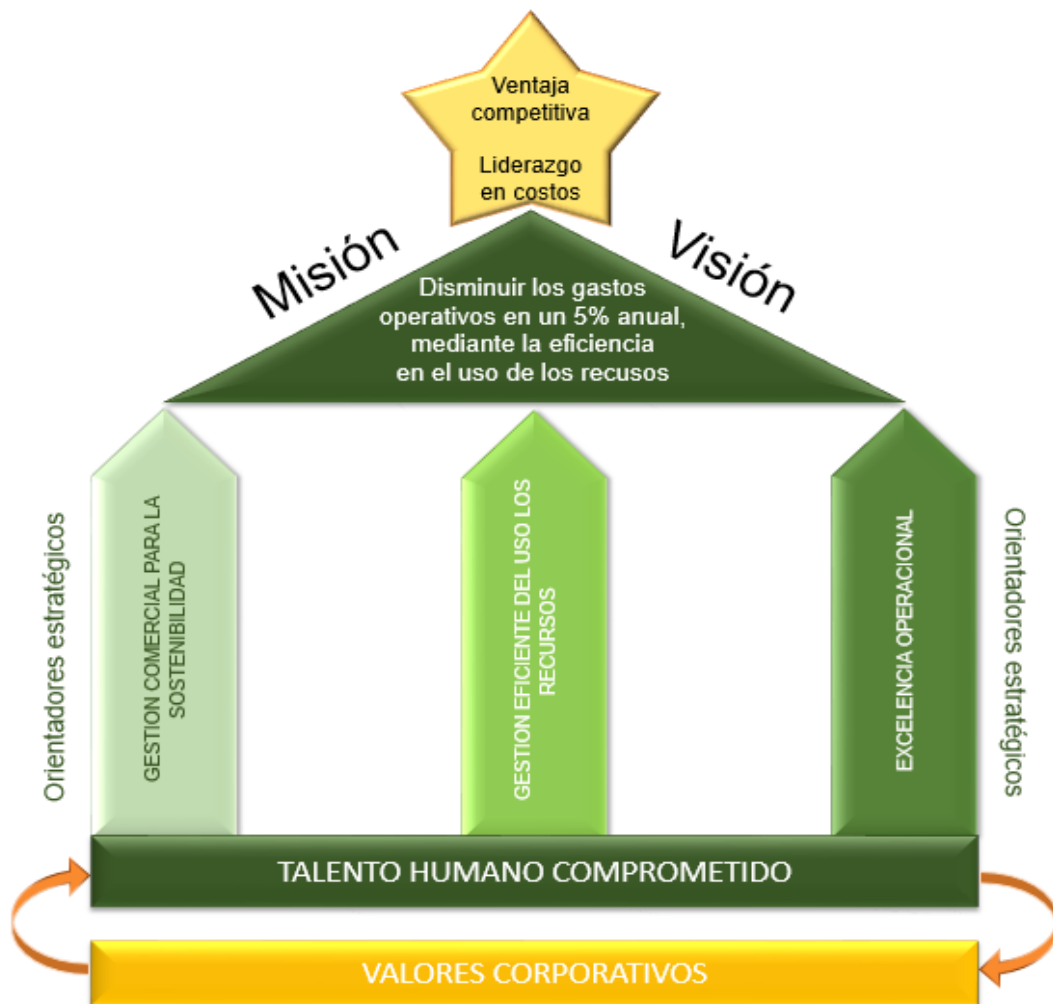 Ventaja
competitiva
Liderazgo
en costos
Misión
Visión
Disminuir los gastos
operativos en un 5% anual,
mediante la eficiencia
en el uso de los recusos
Orientadores estratégicos
GESTION COMERCIAL PARA LA
SOSTENIBILIDAD
GESTION EFICIENTE DEL USO LOS
RECURSOS
EXCELENCIA OPERACIONAL
Orientadores estratégicos
TALENTO HUMANO COMPROMETIDO
VALORES CORPORATIVOS